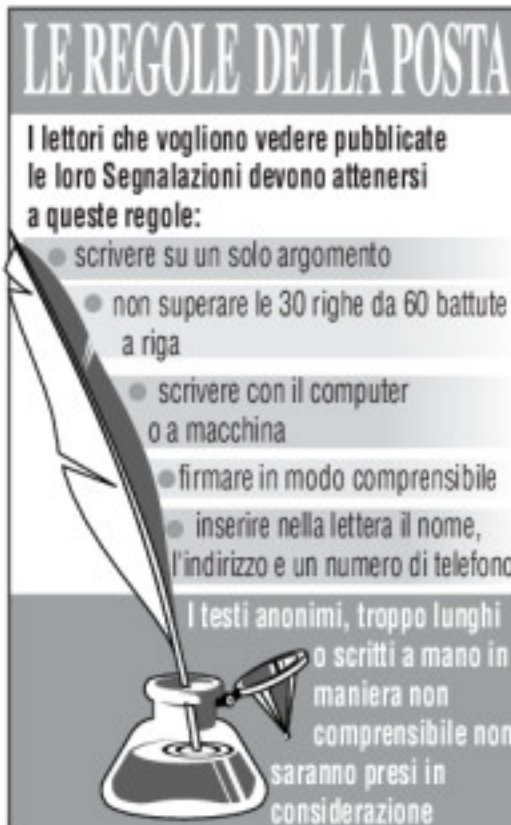 LE REGOLE DELLA POSTA
I lettori che vogliono vedere pubblicate
le loro Segnalazioni devono attenersi
a queste regole:
● scrivere su un solo argomento
● non superare le 30 righe da 60 battute
a riga
● scrivere con il computer
o a macchina
● firmare in modo comprensibile
● inserire nella lettera il nome,
l'indirizzo e un numero di telefono
I testi anonimi, troppo lunghi
o scritti a mano in
maniera non
comprensibile non
saranno presi in
considerazione